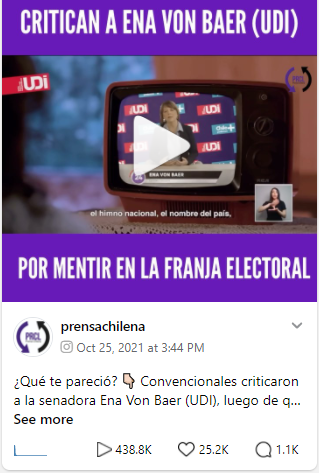 CRITICAN A ENA VON BAER (UDI)
UDI
PRCL
UDI
ENA VON BAER
el himno nacional, el nombre del país,
POR MENTIR EN LA FRANJA ELECTORAL
PRCL
prensachilena
Oct 25, 2021 at 3:44 PM
¿Qué te pareció? 👇🏻 Convencionales criticaron
a la senadora Ena Von Baer (UDI), luego de q...
See more
438.8K 25.2K 1.1K